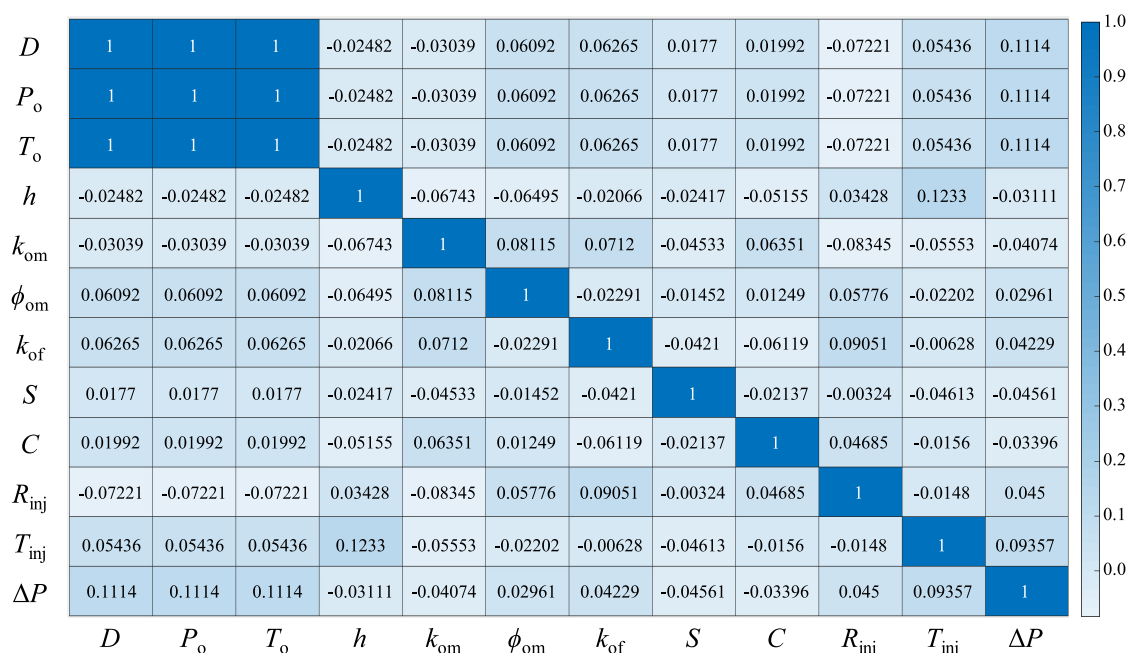 D 1 1 1 -0.02482 -0.03039 0.06092 0.06265 0.0177 0.01992 -0.07221 0.05436 0.1114
P_o 1 1 1 -0.02482 -0.03039 0.06092 0.06265 0.0177 0.01992 -0.07221 0.05436 0.1114
T_o 1 1 1 -0.02482 -0.03039 0.06092 0.06265 0.0177 0.01992 -0.07221 0.05436 0.1114
h -0.02482 -0.02482 -0.02482 1 -0.06743 -0.06495 -0.02066 -0.02417 -0.05155 0.03428 0.1233 -0.03111
k_om -0.03039 -0.03039 -0.03039 -0.06743 1 0.08115 0.0712 -0.04533 0.06351 -0.08345 -0.05553 -0.04074
ϕ_om 0.06092 0.06092 0.06092 -0.06495 0.08115 1 -0.02291 -0.01452 0.01249 0.05776 -0.02202 0.02961
k_of 0.06265 0.06265 0.06265 -0.02066 0.0712 -0.02291 1 -0.0421 -0.06119 0.09051 -0.00628 0.04229
S 0.0177 0.0177 0.0177 -0.02417 -0.04533 -0.01452 -0.0421 1 -0.02137 -0.00324 -0.04613 -0.04561
C 0.01992 0.01992 0.01992 -0.05155 0.06351 0.01249 -0.06119 -0.02137 1 0.04685 -0.0156 -0.03396
R_inj -0.07221 -0.07221 -0.07221 0.03428 -0.08345 0.05776 0.09051 -0.00324 0.04685 1 -0.0148 0.045
T_inj 0.05436 0.05436 0.05436 0.1233 -0.05553 -0.02202 -0.00628 -0.04613 -0.0156 -0.0148 1 0.09357
ΔP 0.1114 0.1114 0.1114 -0.03111 -0.04074 0.02961 0.04229 -0.04561 -0.03396 0.045 0.09357 1
D P_o T_o h k_om ϕ_om k_of S C R_inj T_inj ΔP
1.0
0.9
0.8
0.7
0.6
0.5
0.4
0.3
0.2
0.1
0.0